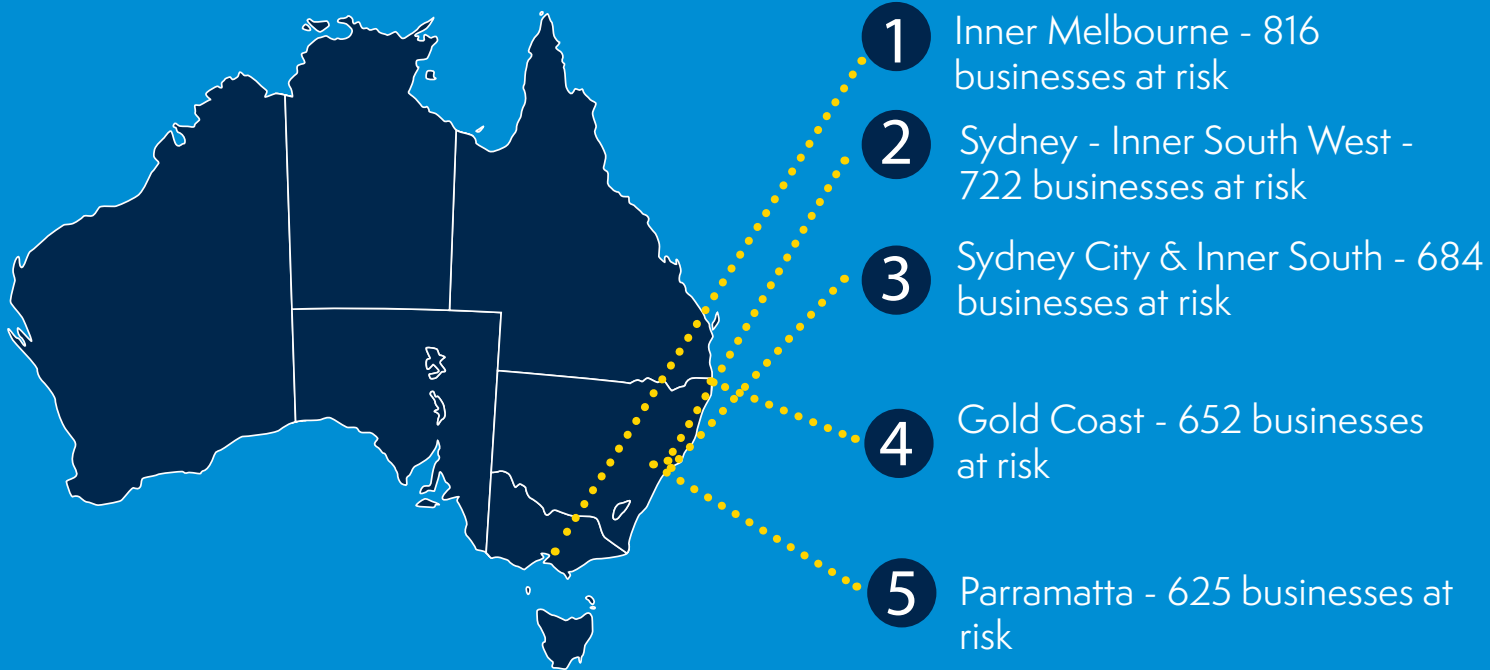 1
Inner Melbourne - 816
businesses at risk
2
Sydney - Inner South West -
722 businesses at risk
3
Sydney City & Inner South - 684
businesses at risk
4
Gold Coast - 652 businesses
at risk
5
Parramatta - 625 businesses at
risk